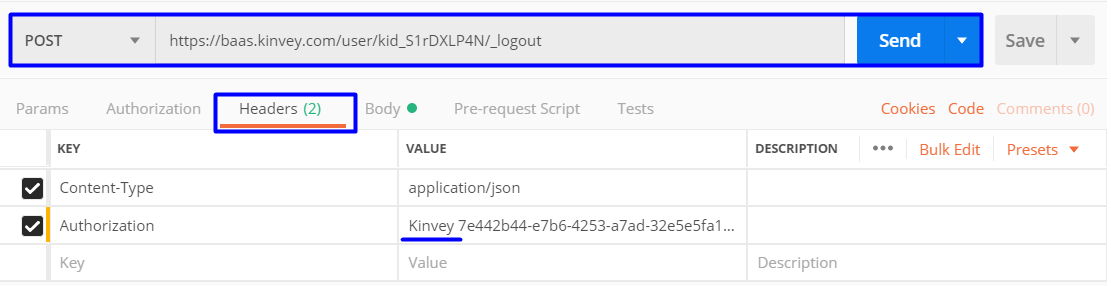 POST https://baas.kinvey.com/user/kid_S1rDXLP4N/_logout Send Save
Params Authorization Headers (2) Body Pre-request Script Tests Cookies Code Comments (0)
KEY VALUE DESCRIPTION ••• Bulk Edit Presets
Content-Type application/json
Authorization Kinvey 7e442b44-e7b6-4253-a7ad-32e5e5fa1...
Key Value Description